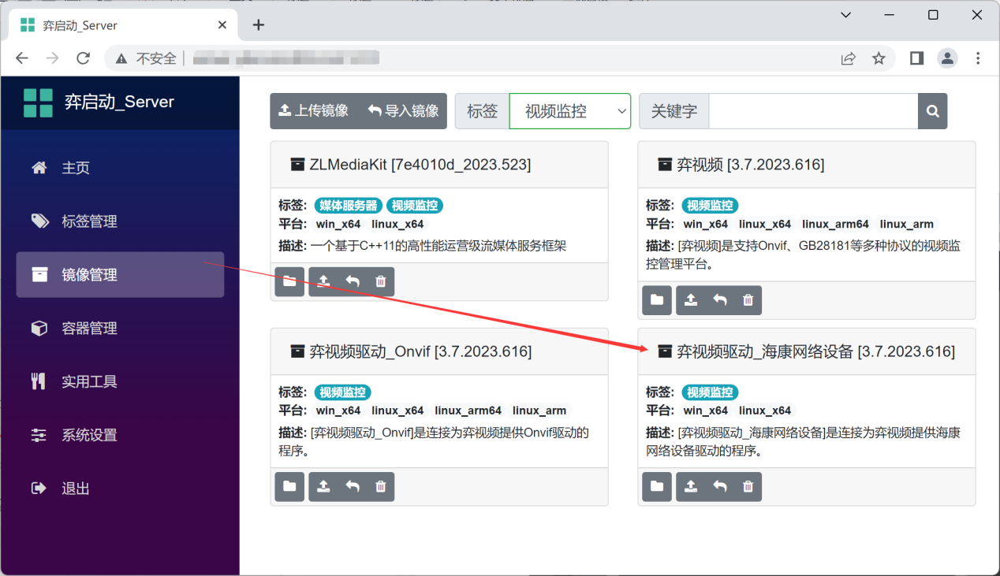 弈启动_Server
不安全
弈启动_Server
主页
标签管理
镜像管理
容器管理
实用工具
系统设置
退出
上传镜像 导入镜像 标签 视频监控 关键字
ZLMediaKit [7e4010d_2023.523]
标签: 媒体服务器 视频监控
平台: win_x64 linux_x64
描述: 一个基于C++11的高性能运营级流媒体服务框架
弈视频 [3.7.2023.616]
标签: 视频监控
平台: win_x64 linux_x64 linux_arm64 linux_arm
描述: [弈视频]是支持Onvif、GB28181等多种协议的视频监
控管理平台。
弈视频驱动_Onvif [3.7.2023.616]
标签: 视频监控
平台: win_x64 linux_x64 linux_arm64 linux_arm
描述: [弈视频驱动_Onvif]是连接为弈视频提供Onvif驱动的
程序。
弈视频驱动_海康网络设备 [3.7.2023.616]
标签: 视频监控
平台: win_x64 linux_x64
描述: [弈视频驱动_海康网络设备]是连接为弈视频提供海康
网络设备驱动的程序。